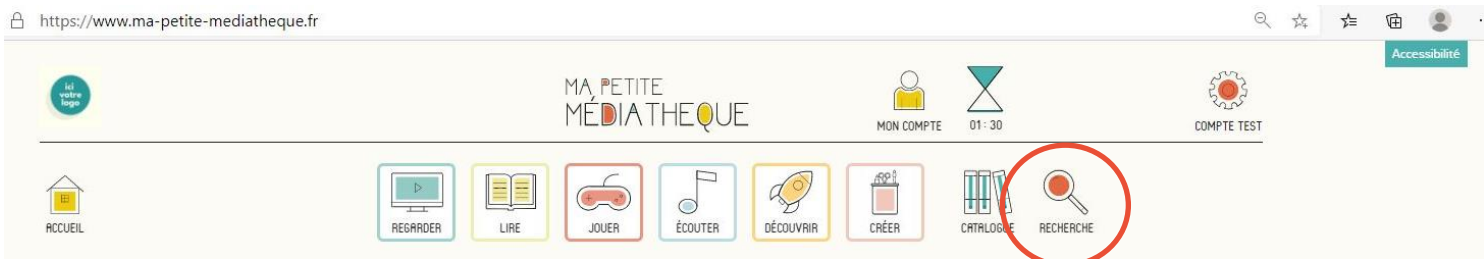 https://www.ma-petite-mediatheque.fr
Accessibilité
ici
votre
logo
MA PETITE
MÉDIATHEQUE
MON COMPTE
01:30
COMPTE TEST
ACCUEIL
REGARDER
LIRE
JOUER
ÉCOUTER
DÉCOUVRIR
CRÉER
CATALOGUE
RECHERCHE